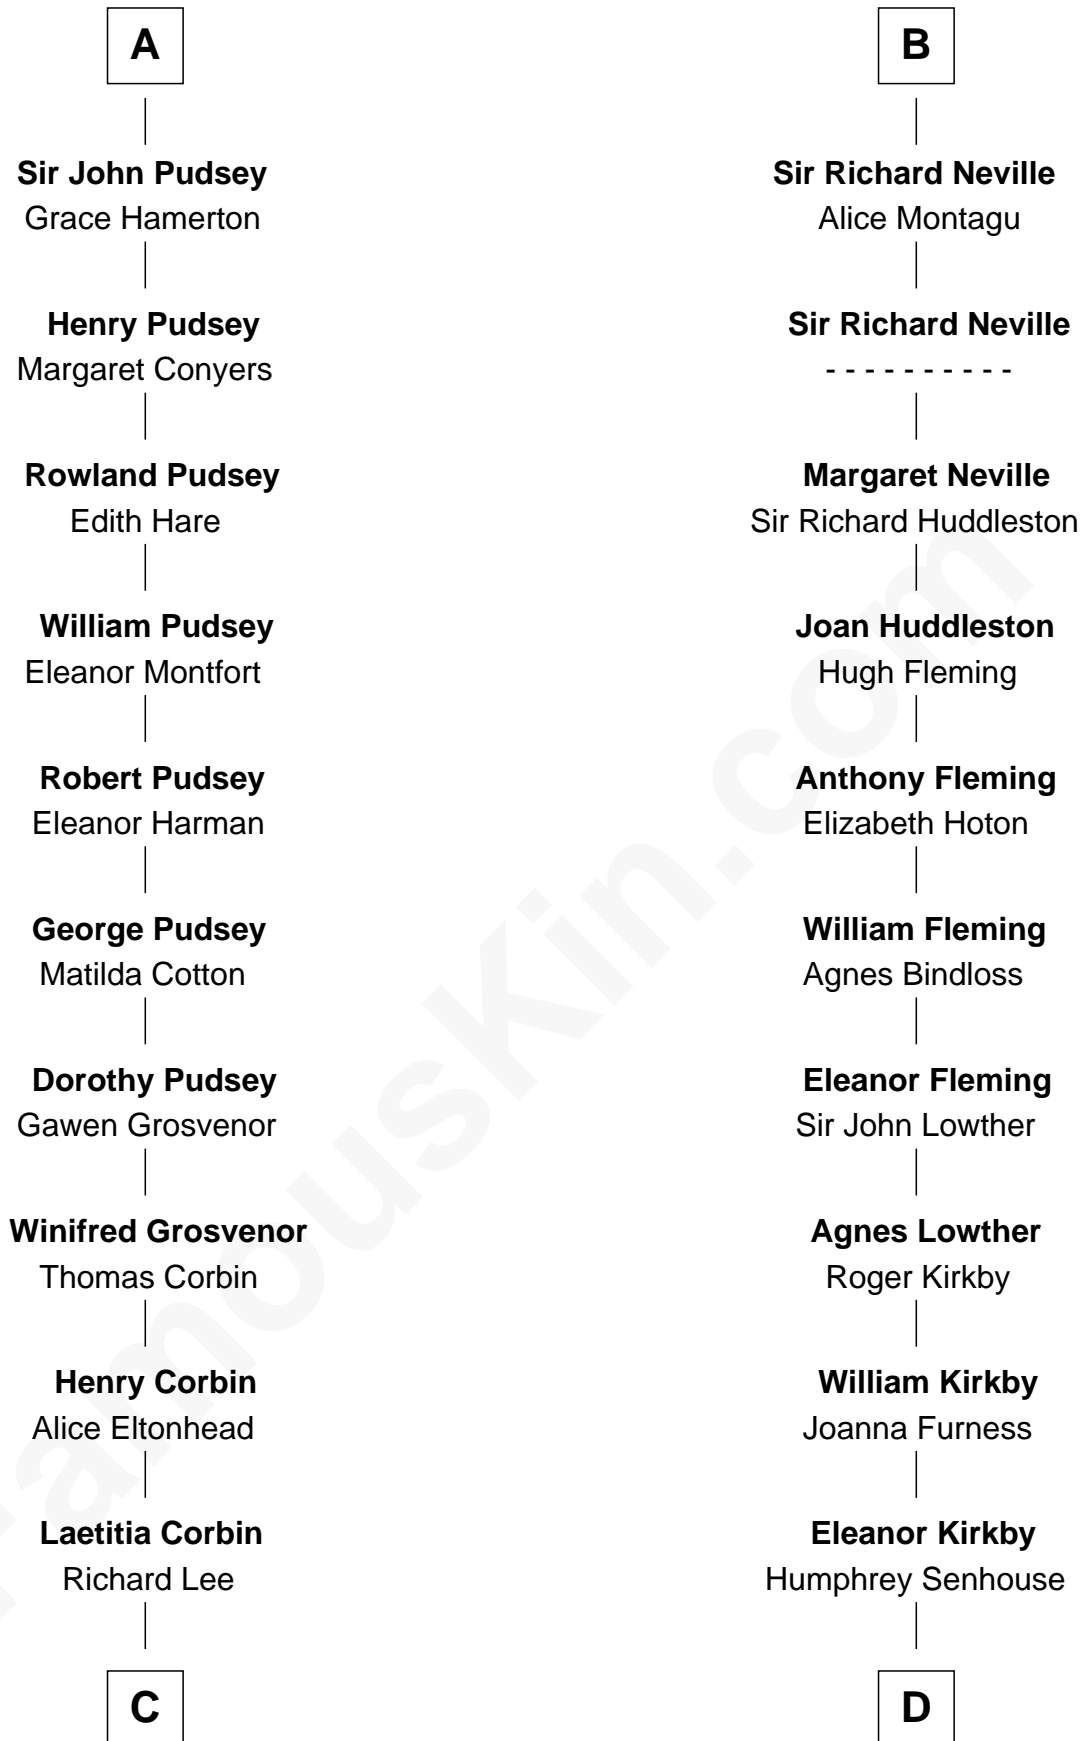 A
Sir John Pudsey
Grace Hamerton
Henry Pudsey
Margaret Conyers
Rowland Pudsey
Edith Hare
William Pudsey
Eleanor Montfort
Robert Pudsey
Eleanor Harman
George Pudsey
Matilda Cotton
Dorothy Pudsey
Gawen Grosvenor
Winifred Grosvenor
Thomas Corbin
Henry Corbin
Alice Eltonhead
Laetitia Corbin
Richard Lee
C
B
Sir Richard Neville
Alice Montagu
Sir Richard Neville
- - - - - - - - - -
Margaret Neville
Sir Richard Huddleston
Joan Huddleston
Hugh Fleming
Anthony Fleming
Elizabeth Hoton
William Fleming
Agnes Bindloss
Eleanor Fleming
Sir John Lowther
Agnes Lowther
Roger Kirkby
William Kirkby
Joanna Furness
Eleanor Kirkby
Humphrey Senhouse
D
FamousKin.com